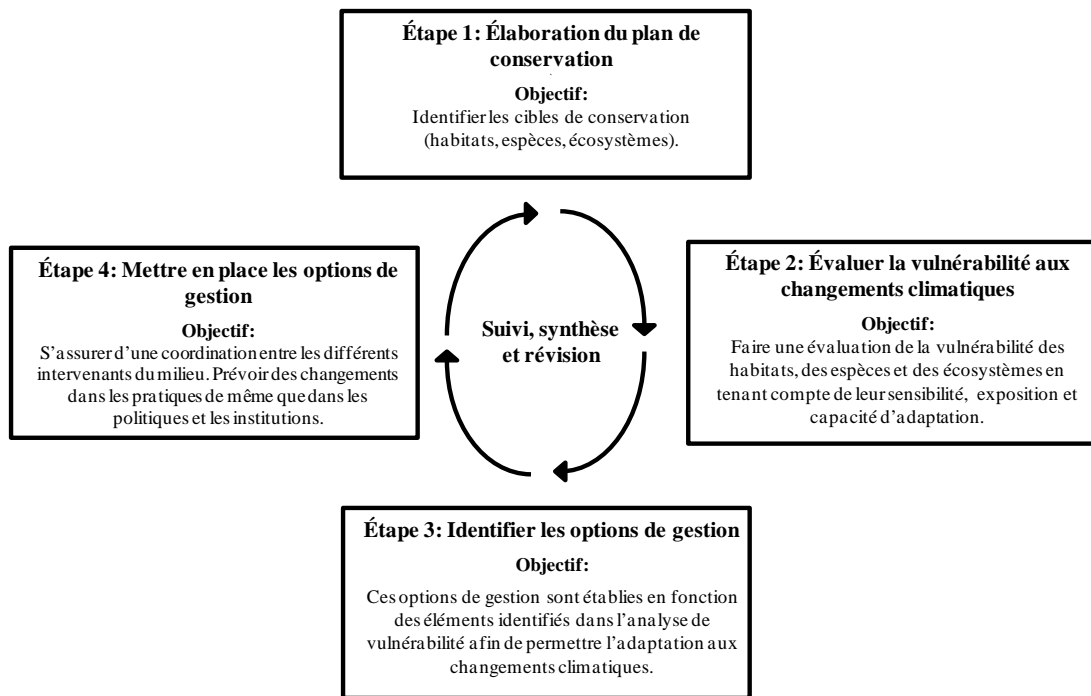 Étape 1: Élaboration du plan de
conservation
Objectif:
Identifier les cibles de conservation
(habitats, espèces, écosystèmes).
Étape 2: Évaluer la vulnérabilité aux
changements climatiques
Objectif:
Faire une évaluation de la vulnérabilité des
habitats, des espèces et des écosystèmes en
tenant compte de leur sensibilité, exposition et
capacité d'adaptation.
Étape 3: Identifier les options de gestion
Objectif:
Ces options de gestion sont établies en fonction
des éléments identifiés dans l'analyse de
vulnérabilité afin de permettre l'adaptation aux
changements climatiques.
Étape 4: Mettre en place les options de
gestion
Objectif:
S'assurer d'une coordination entre les différents
intervenants du milieu. Prévoir des changements
dans les pratiques de même que dans les
politiques et les institutions.
Suivi, synthèse
et révision